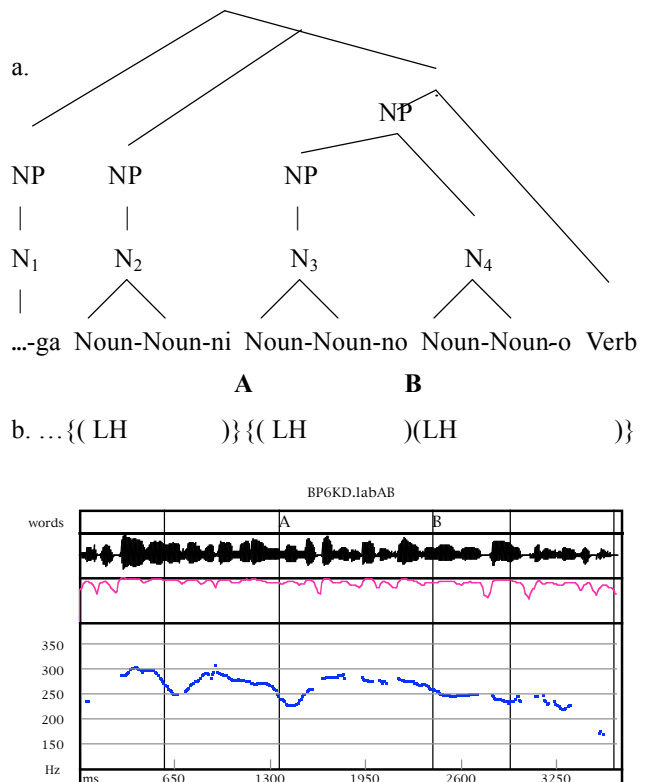 a.
NP
NP NP NP
| | |
N₁ N₂ N₃ N₄
|
...-ga Noun-Noun-ni Noun-Noun-no Noun-Noun-o Verb
A B
b. ...{( LH )}{( LH )(LH )}
BP6KD.labAB
words A B
350
300
250
200
150
Hz
ms 650 1300 1950 2600 3250